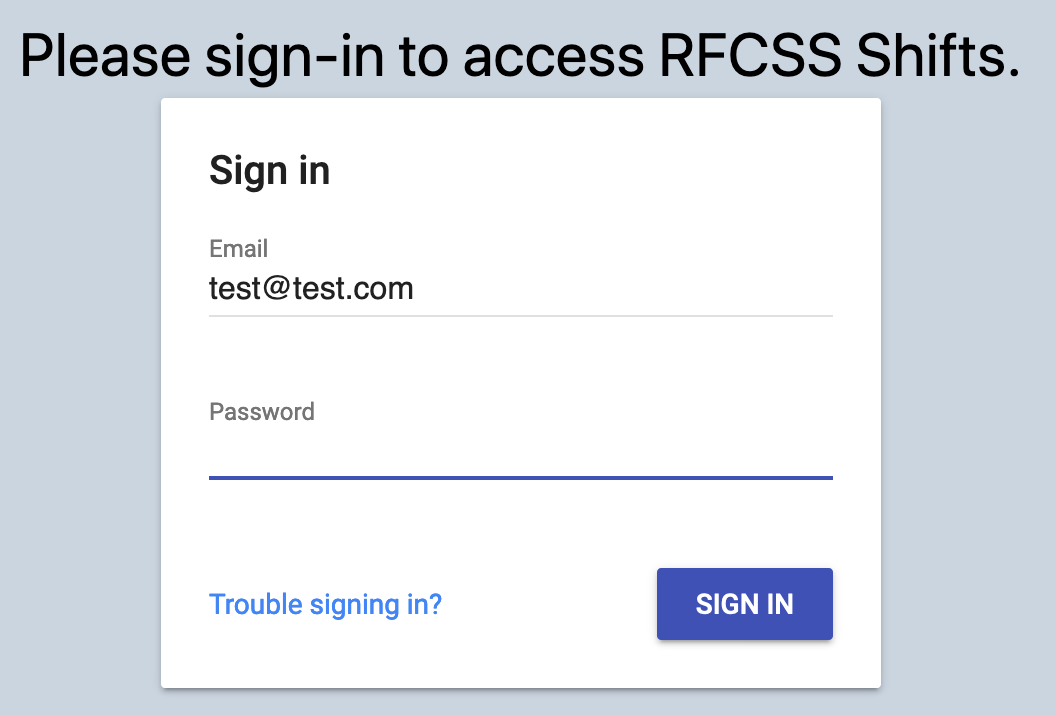 Please sign-in to access RFCSS Shifts.
Sign in
Email
test@test.com
Password
Trouble signing in?
SIGN IN